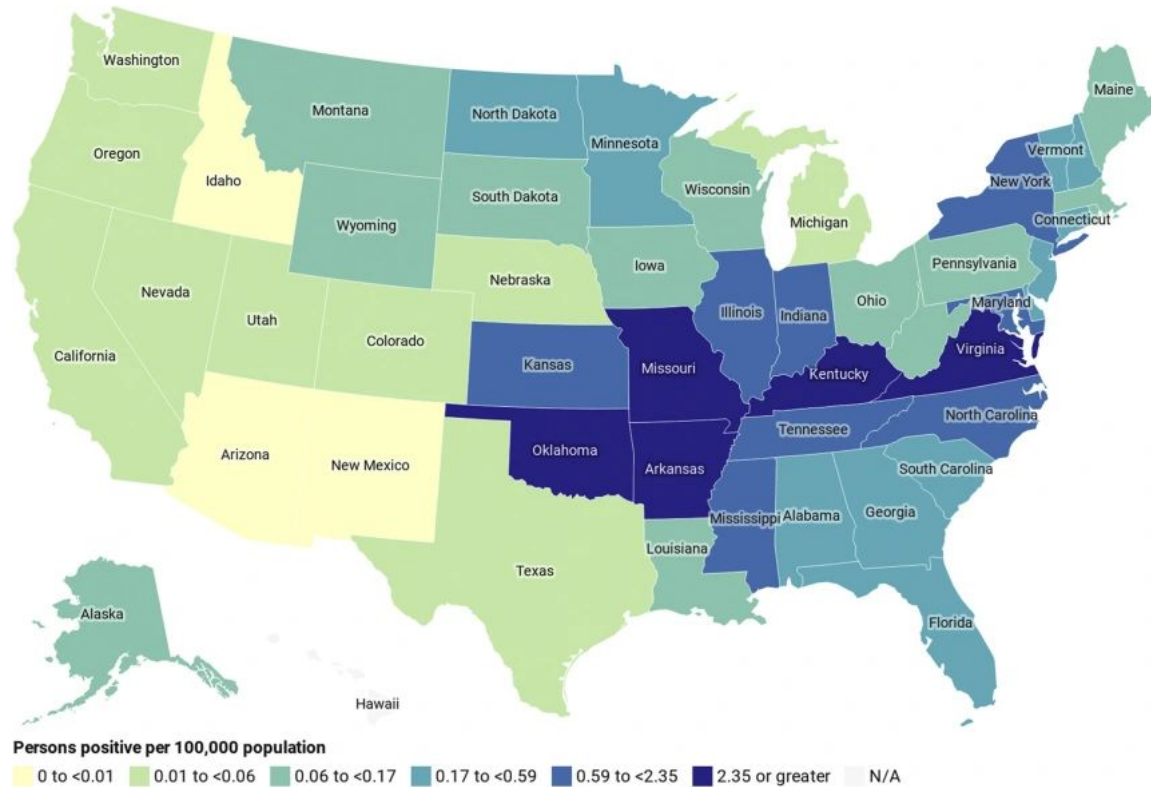 Washington
Maine
Montana
North Dakota
Minnesota
Vermont
Oregon
Idaho
New York
South Dakota
Wisconsin
Wyoming
Michigan
Connecticut
Iowa
Pennsylvania
Nebraska
Nevada
Ohio
Maryland
Utah
Illinois
Indiana
Colorado
Virginia
California
Kansas
Missouri
Kentucky
North Carolina
Tennessee
Oklahoma
Arizona
New Mexico
Arkansas
South Carolina
Mississippi
Alabama
Georgia
Louisiana
Texas
Alaska
Florida
Hawaii
Persons positive per 100,000 population
0 to <0.01 0.01 to <0.06 0.06 to <0.17 0.17 to <0.59 0.59 to <2.35 2.35 or greater N/A